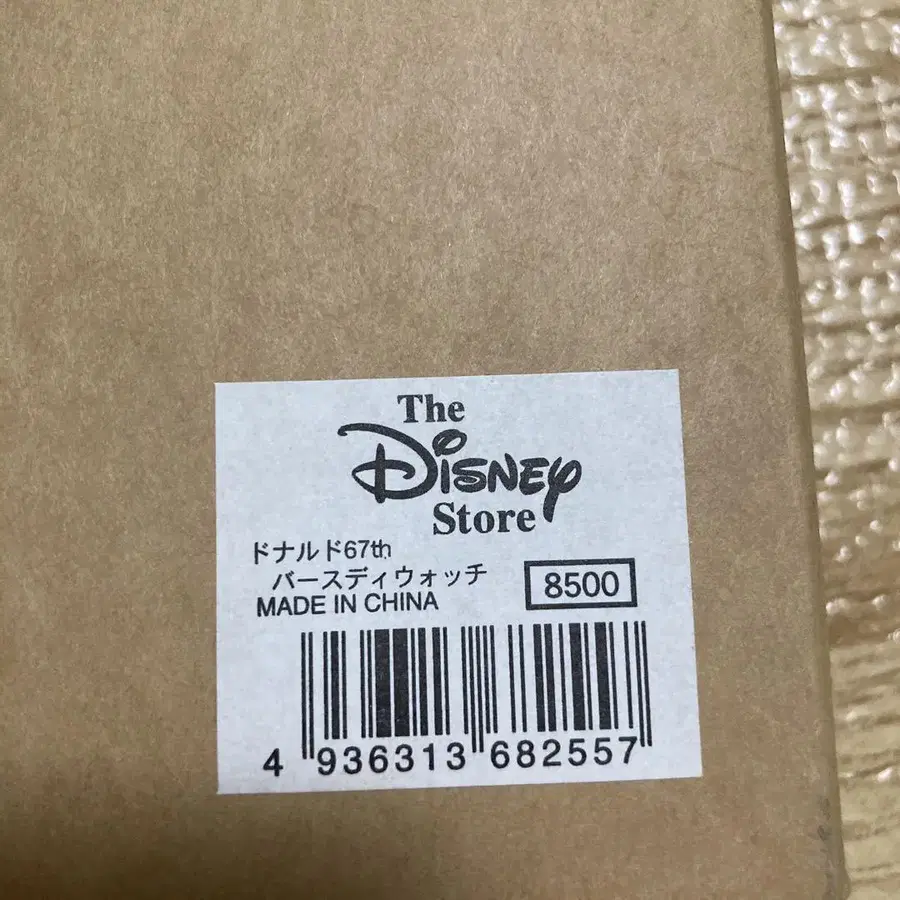 The
Disney
Store
ドナルド67th
バースディウォッチ
MADE IN CHINA
8500
4 936313 682557